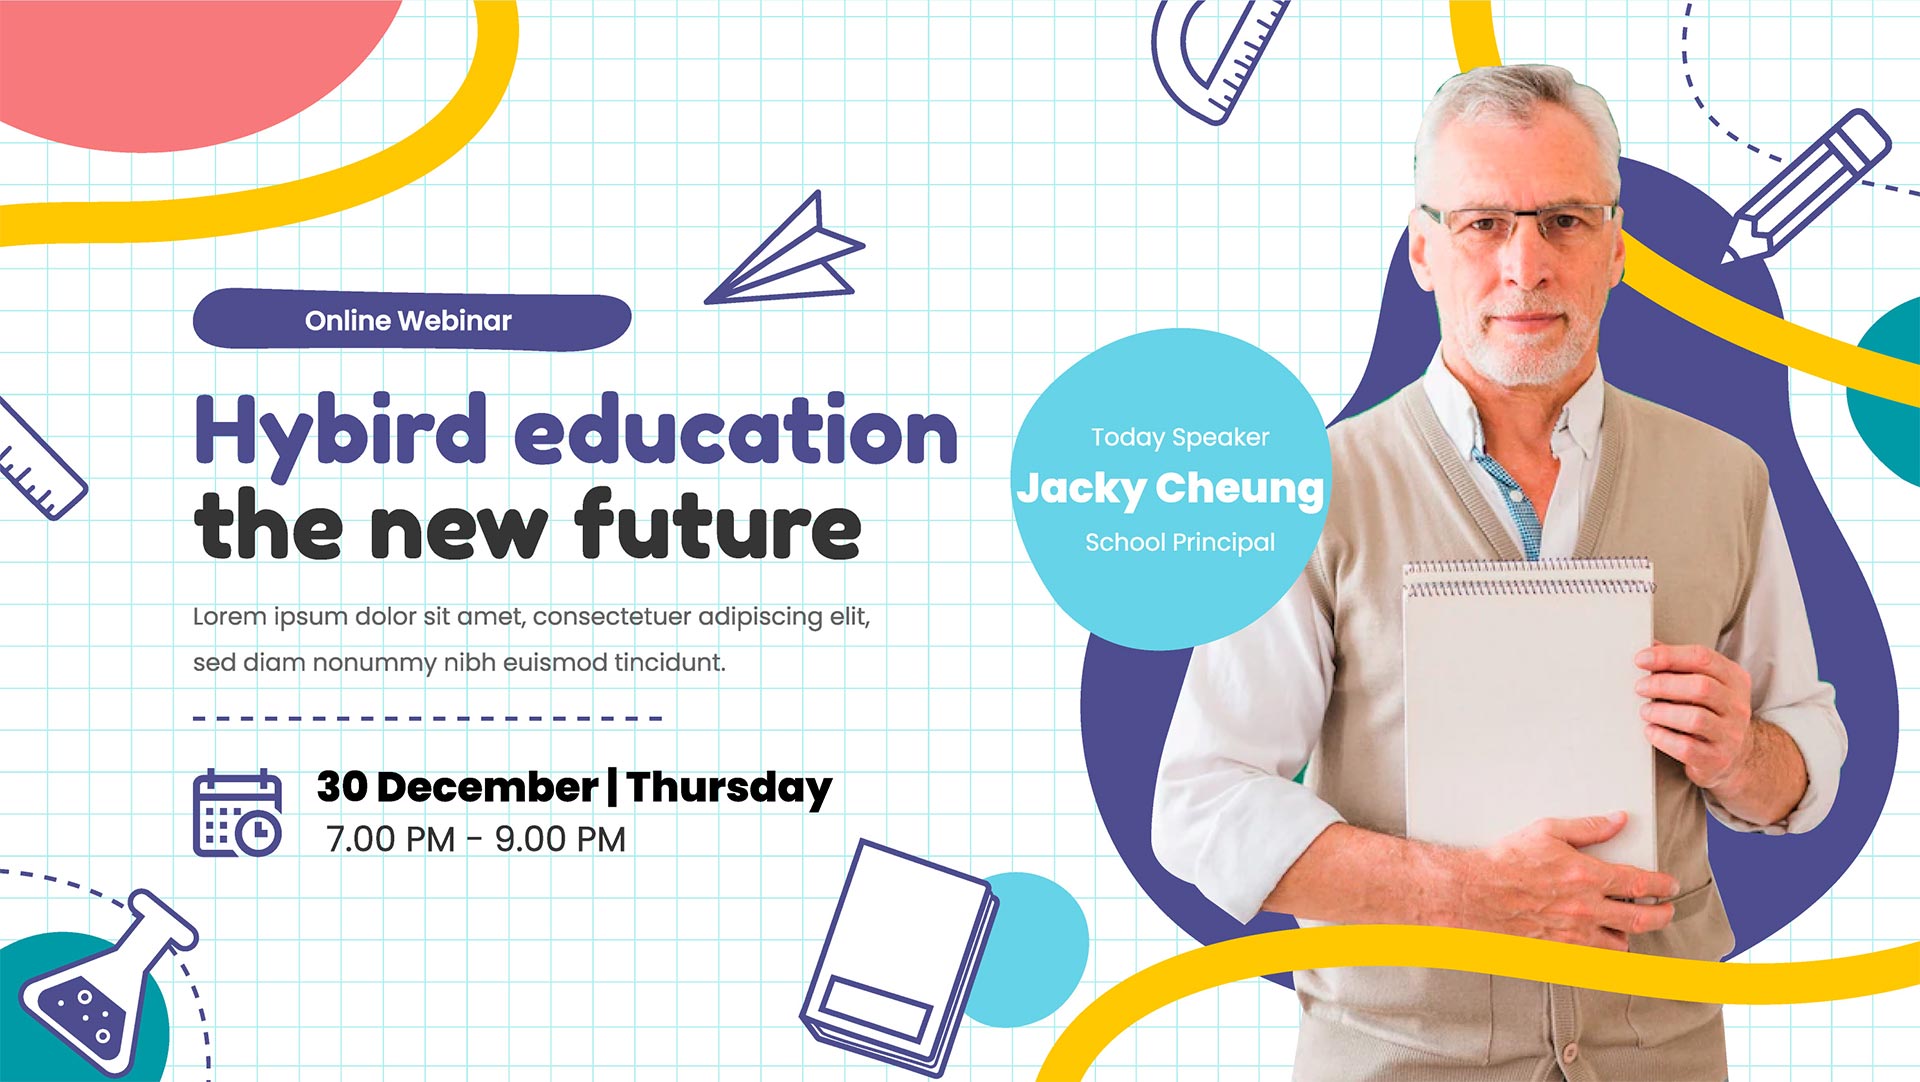 Online Webinar
Hybird education
the new future
Lorem ipsum dolor sit amet, consectetuer adipiscing elit,
sed diam nonummy nibh euismod tincidunt.
30 December | Thursday
7.00 PM - 9.00 PM
Today Speaker
Jacky Cheung
School Principal